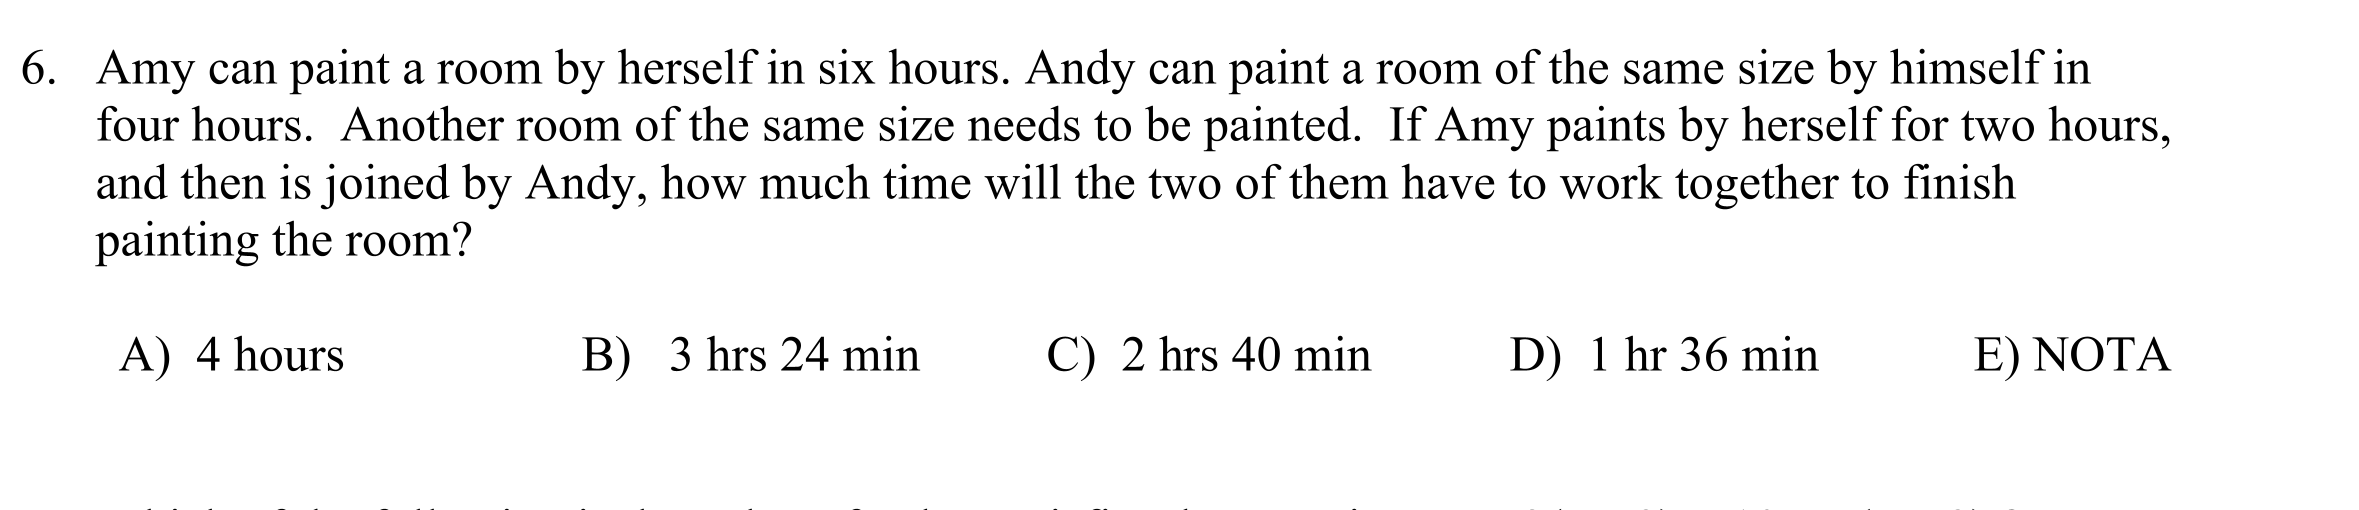 6. Amy can paint a room by herself in six hours. Andy can paint a room of the same size by himself in
four hours. Another room of the same size needs to be painted. If Amy paints by herself for two hours,
and then is joined by Andy, how much time will the two of them have to work together to finish
painting the room?
A) 4 hours B) 3 hrs 24 min C) 2 hrs 40 min D) 1 hr 36 min E) NOTA